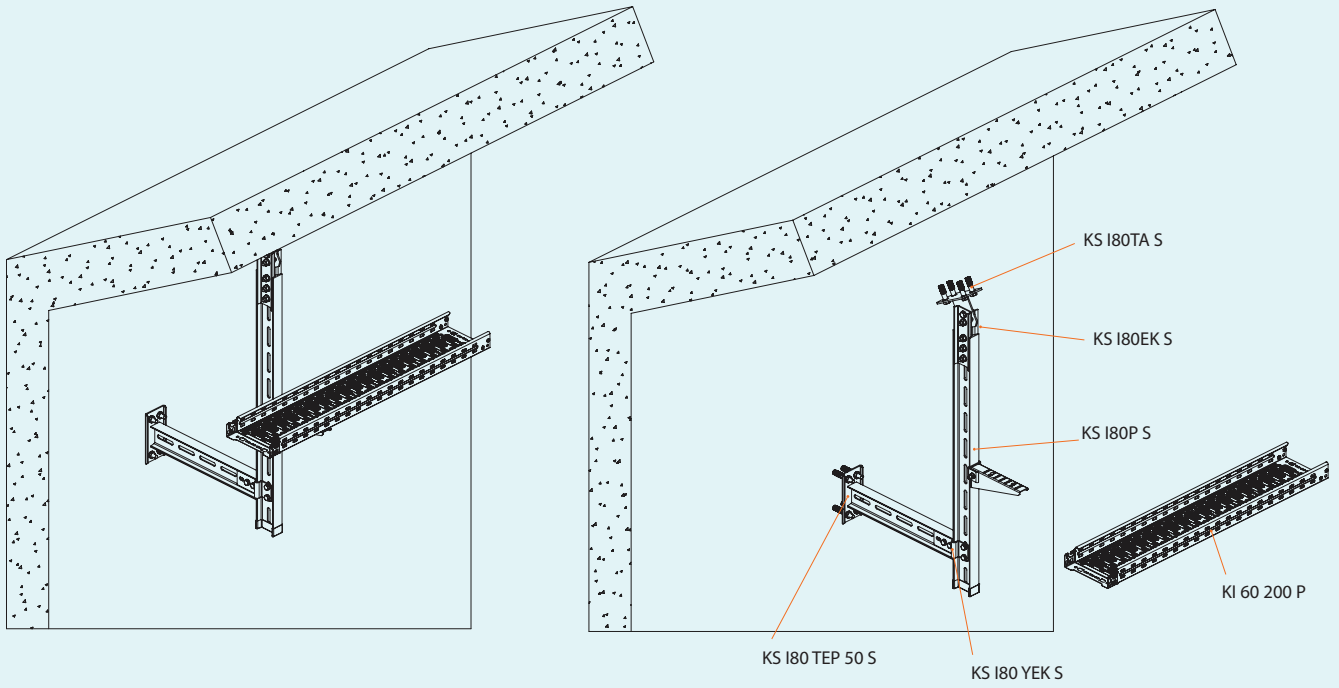 KS I80TA S
KS I80EK S
KS I80P S
KI 60 200 P
KS I80 TEP 50 S
KS I80 YEK S